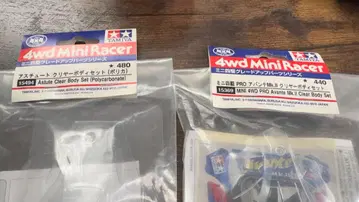 TAMIYA
4wd Mini Racer
ミニ四駆グレードアップパーツシリーズ
480
アスチュート クリヤーボディセット (ポリカ)
15494 Astute Clear Body Set (Polycarbonate)
TAMIYA
4wd Mini Racer
ミニ四駆グレードアップパーツシリーズ
480
ミニ四駆 PRO アバンテMk.II クリヤーボディセット
15369 MINI 4WD PRO Avante Mk.II Clear Body Set